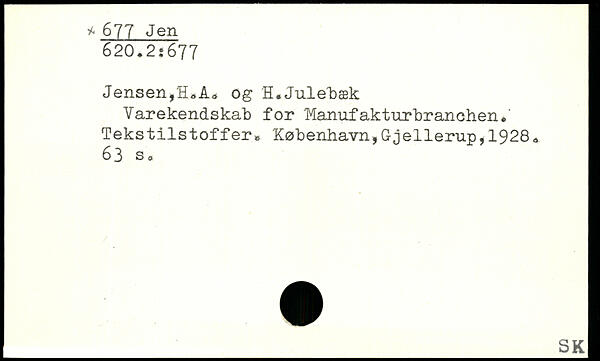 * 677 Jen
620.2:677
Jensen,H.A. og H.Julebæk
Varekendskab for Manufakturbranchen.
Tekstilstoffer. København,Gjellerup,1928.
63 s.
SK